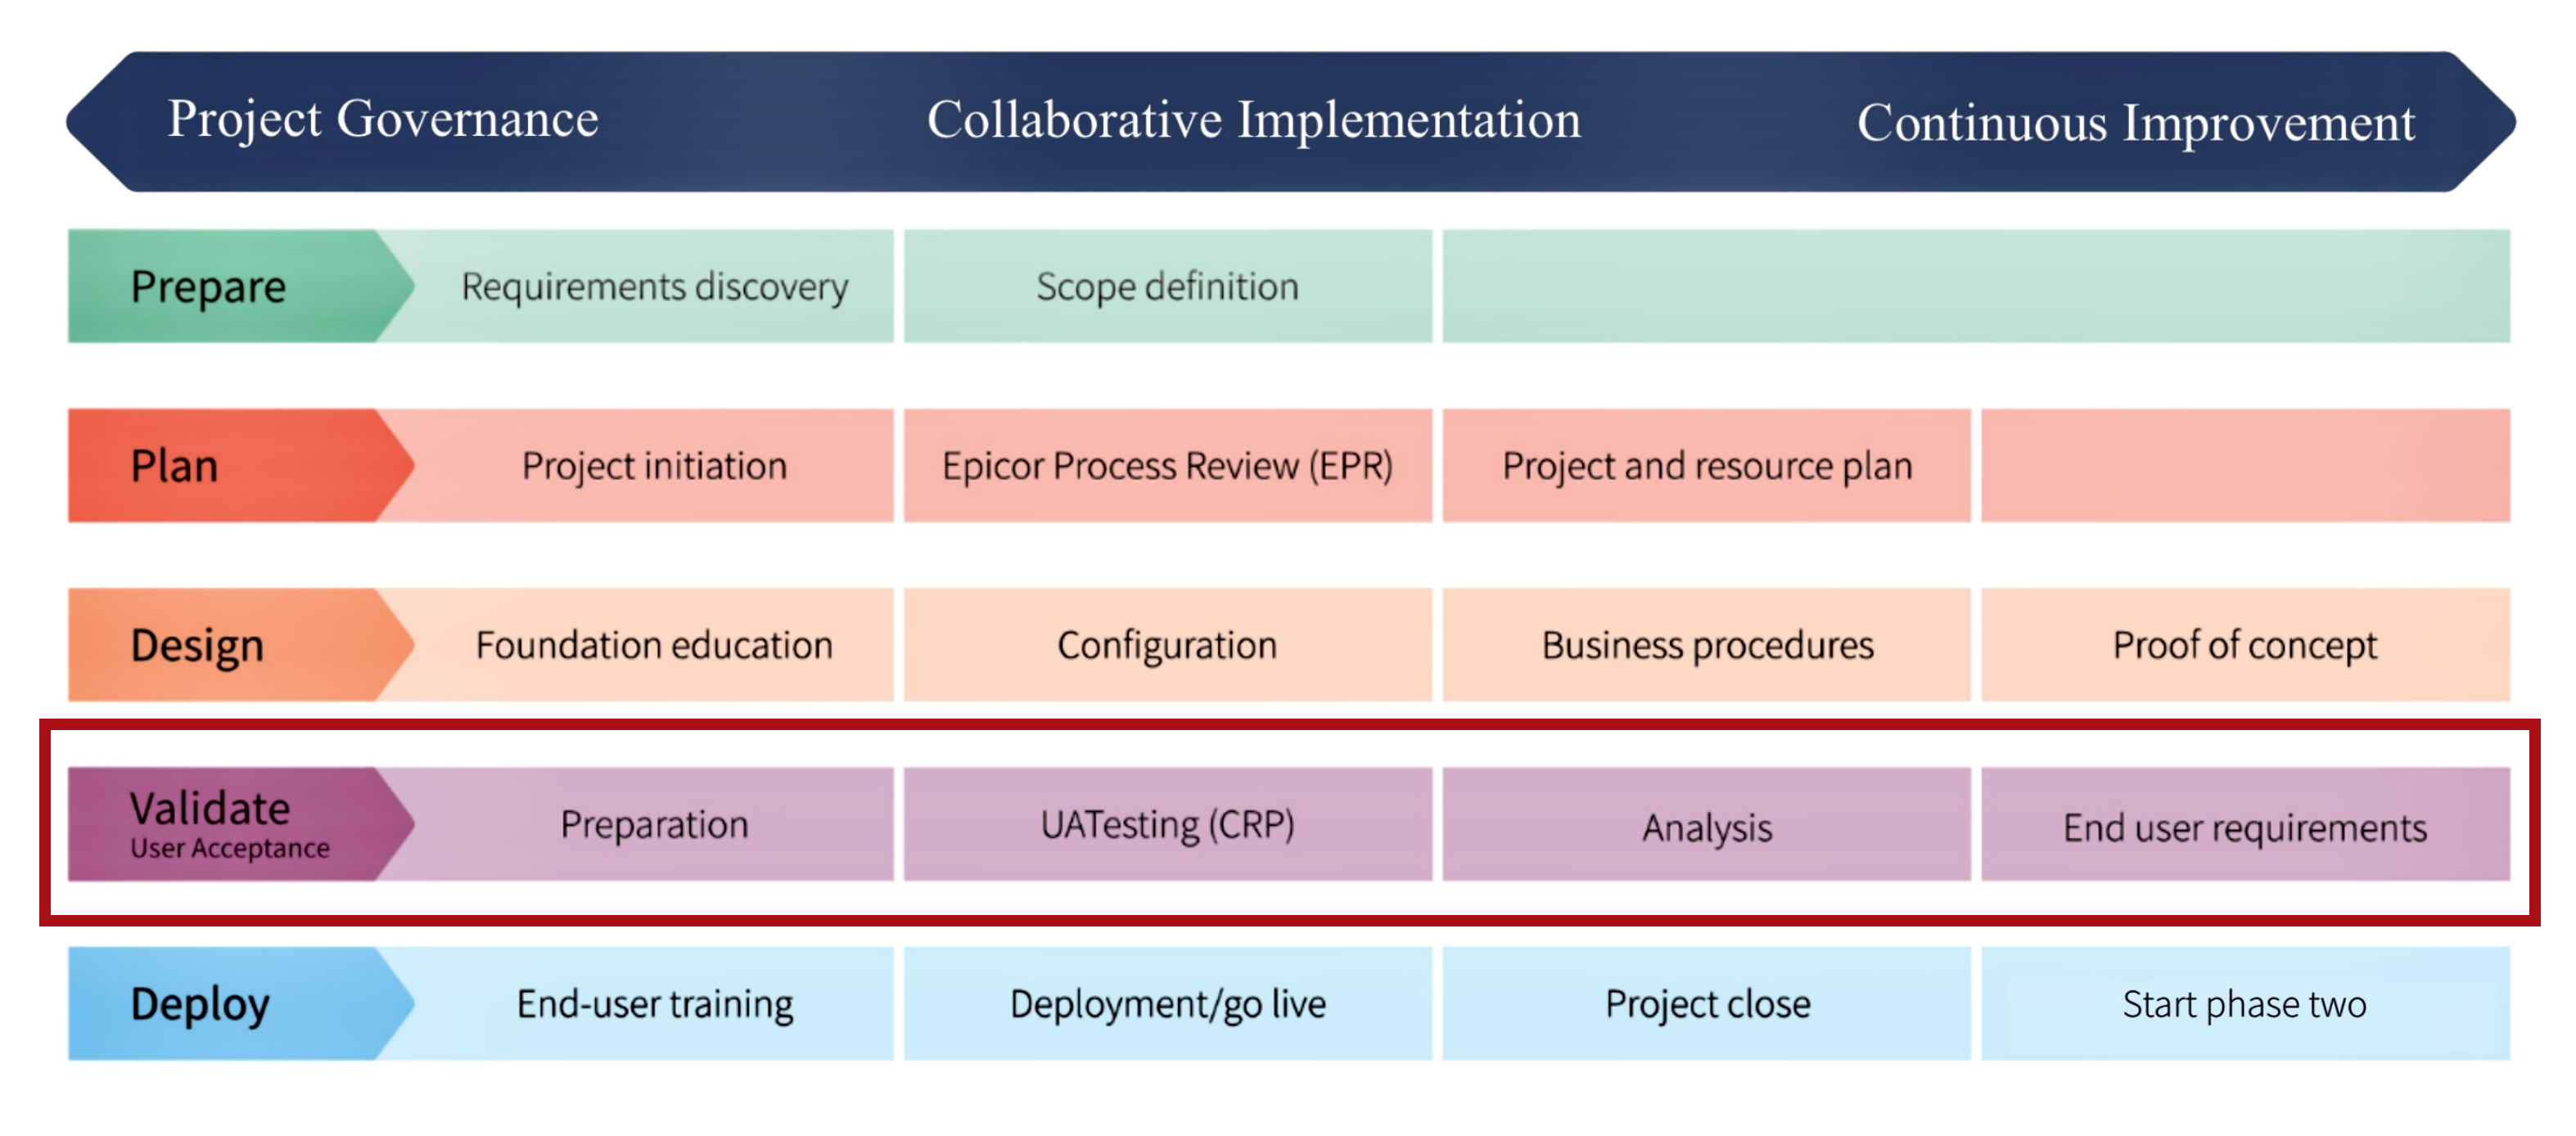 Project Governance
Collaborative Implementation
Continuous Improvement
Prepare
Requirements discovery
Scope definition
Plan
Project initiation
Epicor Process Review (EPR)
Project and resource plan
Design
Foundation education
Configuration
Business procedures
Proof of concept
Validate
User Acceptance
Preparation
UATesting (CRP)
Analysis
End user requirements
Deploy
End-user training
Deployment/go live
Project close
Start phase two